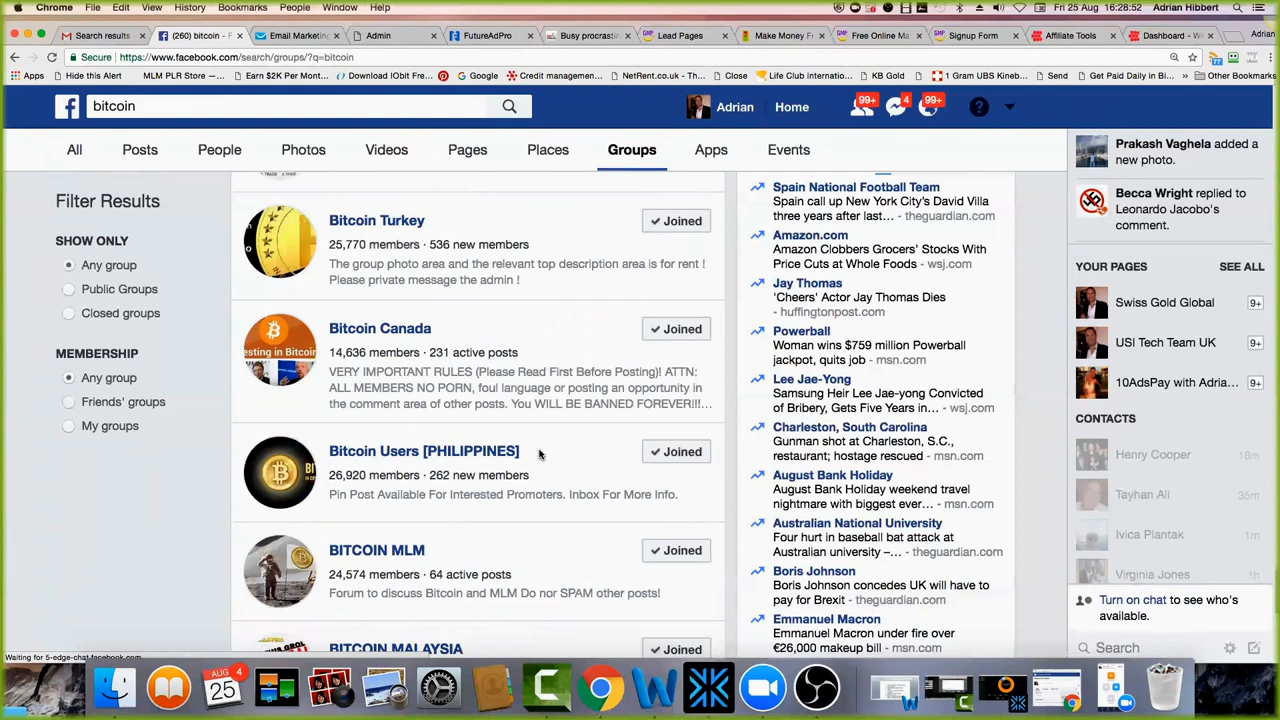 Chrome File Edit View History Bookmarks People Window Help Fri 25 Aug 16:28:52 Adrian Hibbert
Search results - (260) bitcoin - F Email Marketing Admin FutureAdPro Busy procrasti Lead Pages Make Money F Free Online Ma Signup Form Affiliate Tools Dashboard - W Adrian
Secure https://www.facebook.com/search/groups/?q=bitcoin
Apps Hide this Alert MLM PLR Store — Earn $2K Per Mont... Download IObit Fre... Google Credit managemen... NetRent.co.uk Close Life Club internatio... KB Gold 1 Gram UBS Kineb... Send Get Paid Daily in Bi... Other Bookmarks
bitcoin
Adrian Home 99+ 4 99+ ?
All Posts People Photos Videos Pages Places Groups Apps Events
Filter Results
SHOW ONLY
Any group
Public Groups
Closed groups
MEMBERSHIP
Any group
Friends' groups
My groups
Bitcoin Turkey
Joined
25,770 members · 536 new members
The group photo area and the relevant top description area is for rent !
Please private message the admin !
Bitcoin Canada
Joined
esting in Bitcoin
14,636 members · 231 active posts
VERY IMPORTANT RULES (Please Read First Before Posting)! ATTN:
ALL MEMBERS NO PORN, foul language or posting an opportunity in
the comment area of other posts. You WILL BE BANNED FOREVER!!!...
Bitcoin Users [PHILIPPINES]
Joined
26,920 members · 262 new members
Pin Post Available For Interested Promoters. Inbox For More Info.
BITCOIN MLM
Joined
24,574 members · 64 active posts
Forum to discuss Bitcoin and MLM Do nor SPAM other posts!
BITCOIN MALAYSIA
Joined
Spain National Football Team
Spain call up New York City's David Villa
three years after last... - theguardian.com
Amazon.com
Amazon Clobbers Grocers' Stocks With
Price Cuts at Whole Foods - wsj.com
Jay Thomas
'Cheers' Actor Jay Thomas Dies
- huffingtonpost.com
Powerball
Woman wins $759 million Powerball
jackpot, quits job - msn.com
Lee Jae-Yong
Samsung Heir Lee Jae-yong Convicted
of Bribery, Gets Five Years in... - wsj.com
Charleston, South Carolina
Gunman shot at Charleston, S.C.,
restaurant; hostage rescued - msn.com
August Bank Holiday
August Bank Holiday weekend travel
nightmare with biggest ever... - msn.com
Australian National University
Four hurt in baseball bat attack at
Australian university –... - theguardian.com
Boris Johnson
Boris Johnson concedes UK will have to
pay for Brexit - theguardian.com
Emmanuel Macron
Emmanuel Macron under fire over
€26,000 makeup bill - msn.com
Prakash Vaghela added a
new photo.
Becca Wright replied to
Leonardo Jacobo's
comment.
YOUR PAGES SEE ALL
Swiss Gold Global 9+
USI Tech Team UK 9+
10AdsPay with Adria... 9+
CONTACTS
Henry Cooper 18m
Tayhan Ali 35m
Ivica Plantak 1m
Virginia Jones 1h
Turn on chat to see who's
available.
Search
Waiting for 5-edge-chat.facebook.com...
AUG 25 4